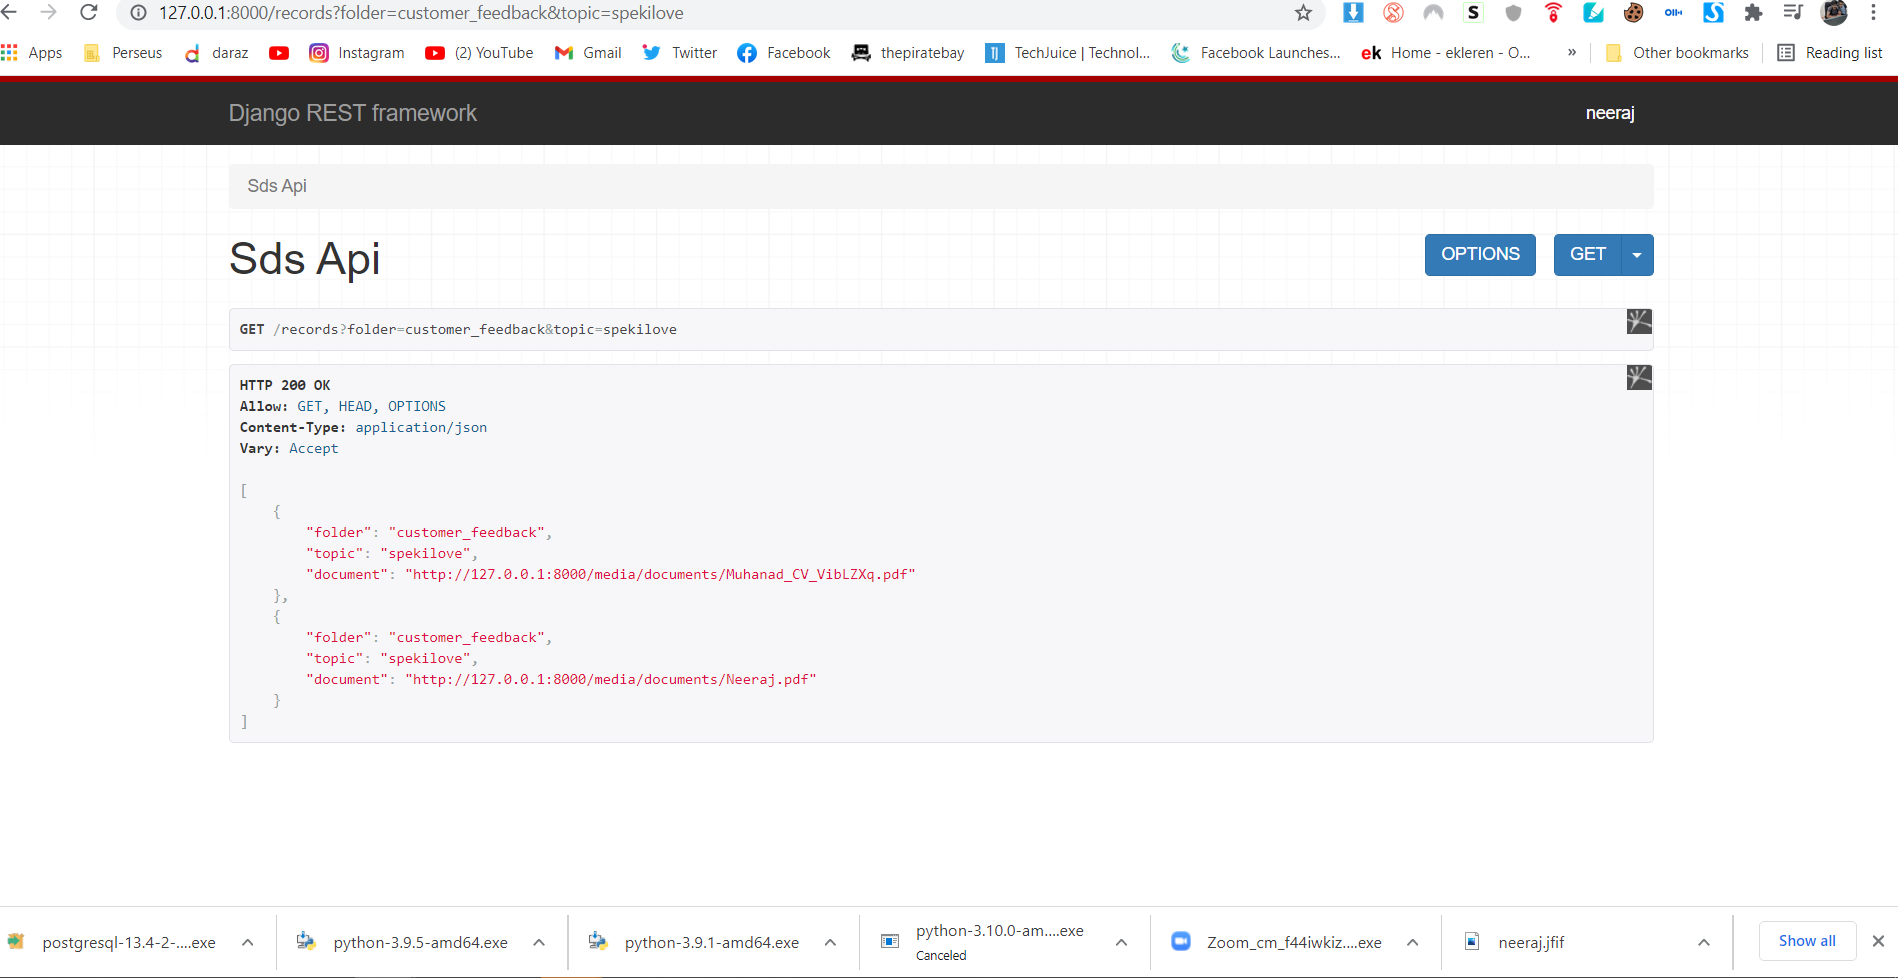 127.0.0.1:8000/records?folder=customer_feedback&topic=spekilove
Apps Perseus daraz Instagram (2) YouTube Gmail Twitter Facebook thepiratebay TechJuice | Technol... Facebook Launches... ek Home - ekleren - O... » Other bookmarks Reading list
Django REST framework neeraj
Sds Api
Sds Api OPTIONS GET
GET /records?folder=customer_feedback&topic=spekilove
HTTP 200 OK
Allow: GET, HEAD, OPTIONS
Content-Type: application/json
Vary: Accept
[
{
"folder": "customer_feedback",
"topic": "spekilove",
"document": "http://127.0.0.1:8000/media/documents/Muhanad_CV_VibLZXq.pdf"
},
{
"folder": "customer_feedback",
"topic": "spekilove",
"document": "http://127.0.0.1:8000/media/documents/Neeraj.pdf"
}
]
postgresql-13.4-2-....exe python-3.9.5-amd64.exe python-3.9.1-amd64.exe python-3.10.0-am....exe Zoom_cm_f44iwkiz....exe neeraj.jfif Show all
Canceled